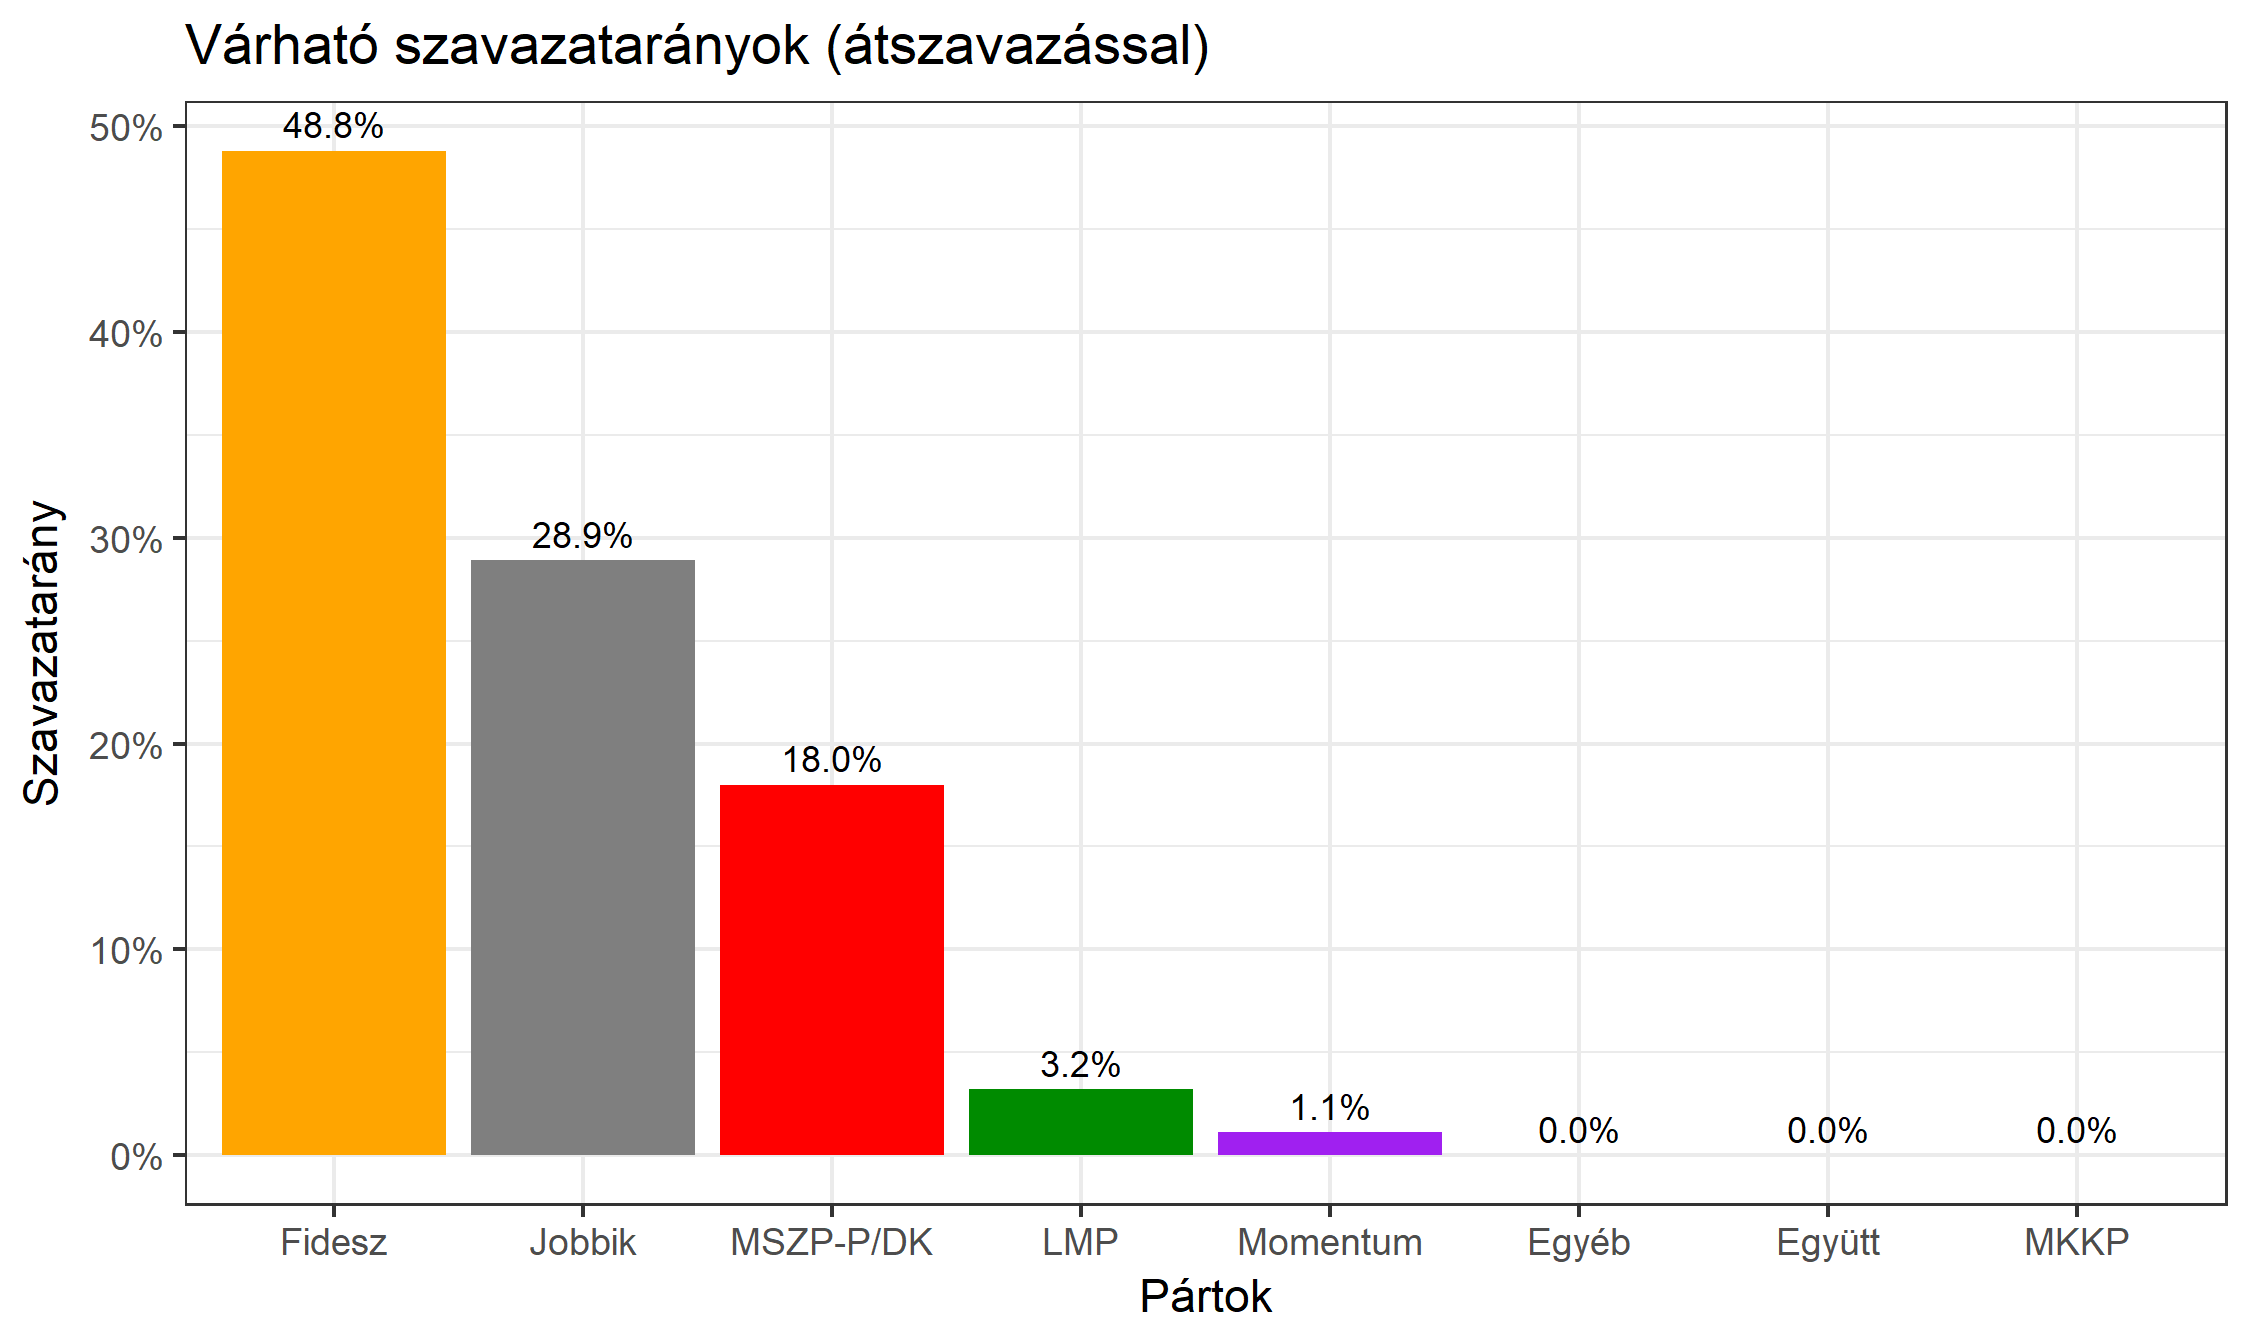 Várható szavazatarányok (átszavazással)
Szavazatarány
50%
40%
30%
20%
10%
0%
48.8%
28.9%
18.0%
3.2%
1.1%
0.0%
0.0%
0.0%
Fidesz
Jobbik
MSZP-P/DK
LMP
Momentum
Egyéb
Együtt
MKKP
Pártok